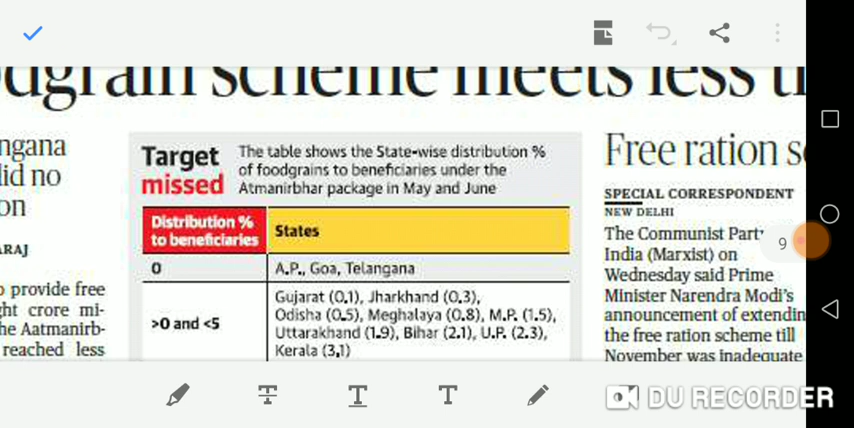 scheme meets less
ngana
did no
on
ARAJ
provide free
ght crore mi-
he Aatmanirb-
reached less
Target
missed
The table shows the State-wise distribution %
of foodgrains to beneficiaries under the
Atmanirbhar package in May and June
Distribution %
to beneficiaries
States
0
A.P., Goa, Telangana
>0 and <5
Gujarat (0.1), Jharkhand (0.3),
Odisha (0.5), Meghalaya (0.8), M.P. (1.5),
Uttarakhand (1.9), Bihar (2.1), U.P. (2.3),
Kerala (3.1)
Free ration
SPECIAL CORRESPONDENT
NEW DELHI
The Communist Party
India (Marxist) on
Wednesday said Prime
Minister Narendra Modi's
announcement of extendin
the free ration scheme till
November was inadequate
9
T
T
T
DU RECORDER